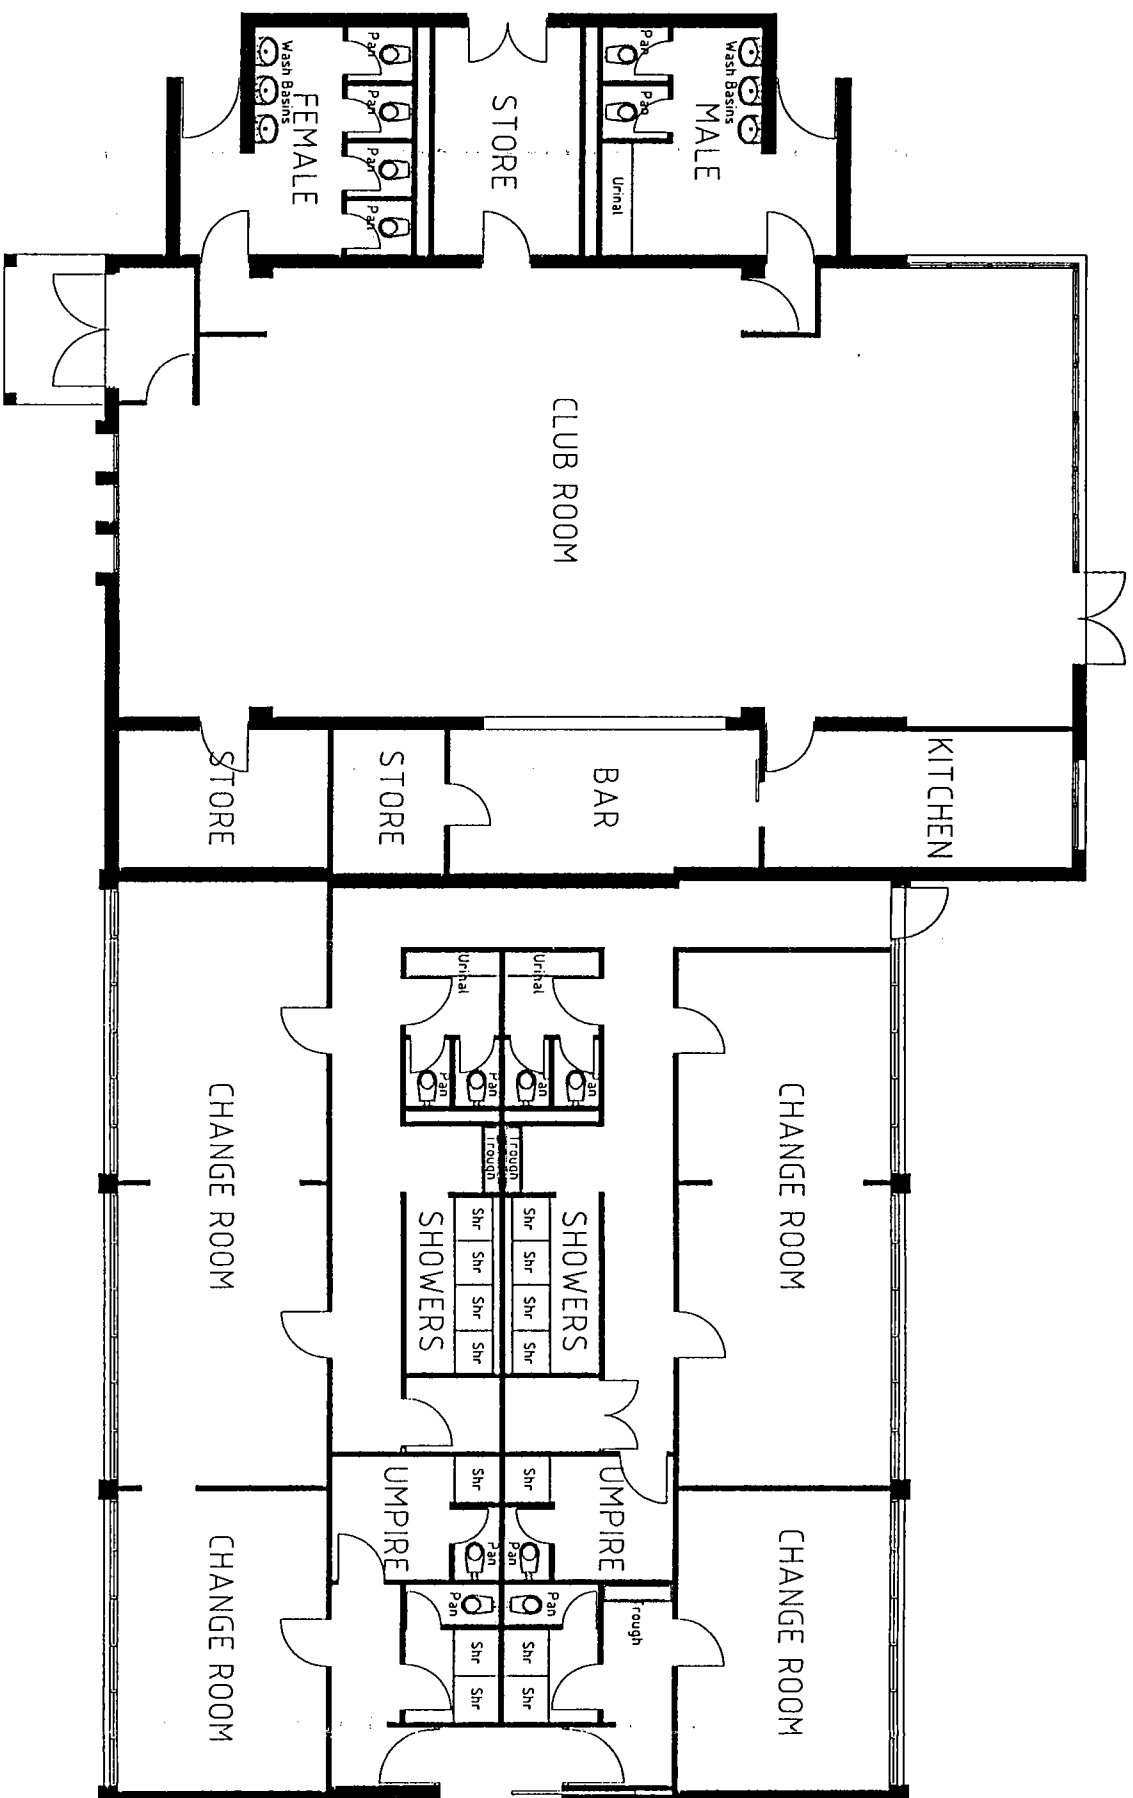 Wash Basins
FEMALE
Pan
Pan
Pan
Pan
STORE
Pan
Pan
Urinal
MALE
Wash Basins
CLUB ROOM
STORE
STORE
BAR
KITCHEN
Urinal
Urinal
Pan
Pan
Pan
Pan
Trough
Trough
CHANGE ROOM
CHANGE ROOM
SHOWERS
Shr
Shr
Shr
Shr
Shr
Shr
Shr
Shr
SHOWERS
UMPIRE
Shr
Shr
UMPIRE
Pan
Pan
CHANGE ROOM
Pan
Pan
Trough
Shr
Shr
Shr
Shr
CHANGE ROOM